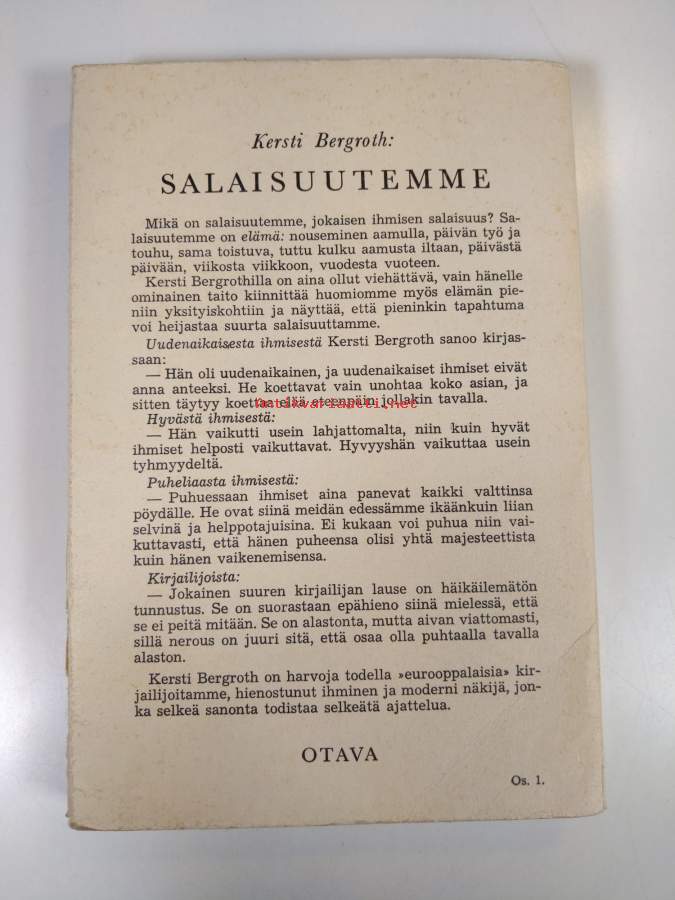 Kersti Bergroth:
SALAISUUTEMME
Mikä on salaisuutemme, jokaisen ihmisen salaisuus? Sa-
laisuutemme on elämä: nouseminen aamulla, päivän työ ja
touhu, sama toistuva, tuttu kulku aamusta iltaan, päivästä
päivään, viikosta viikkoon, vuodesta vuoteen.
Kersti Bergrothilla on aina ollut viehättävä, vain hänelle
ominainen taito kiinnittää huomiomme myös elämän pie-
niin yksityiskohtiin ja näyttää, että pieninkin tapahtuma
voi heijastaa suurta salaisuuttamme.
Uudenaikaisesta ihmisestä Kersti Bergroth sanoo kirjas-
saan:
— Hän oli uudenaikainen, ja uudenaikaiset ihmiset eivät
anna anteeksi. He koettavat vain unohtaa koko asian, ja
sitten täytyy koettaa elää eteenpäin jollakin tavalla.
antikvariaatti.net
Hyvästä ihmisestä:
— Hän vaikutti usein lahjattomalta, niin kuin hyvät
ihmiset helposti vaikuttavat. Hyvyyshän vaikuttaa usein
tyhmyydeltä.
Puheliaasta ihmisestä:
— Puhuessaan ihmiset aina panevat kaikki valttinsa
pöydälle. He ovat siinä meidän edessämme ikäänkuin liian
selvinä ja helppotajuisina. Ei kukaan voi puhua niin vai-
kuttavasti, että hänen puheensa olisi yhtä majesteettista
kuin hänen vaikenemisensa.
Kirjailijoista:
— Jokainen suuren kirjailijan lause on häikäilemätön
tunnustus. Se on suorastaan epähieno siinä mielessä, että
se ei peitä mitään. Se on alastonta, mutta aivan viattomasti,
sillä nerous on juuri sitä, että osaa olla puhtaalla tavalla
alaston.
Kersti Bergroth on harvoja todella »eurooppalaisia» kir-
jailijoitamme, hienostunut ihminen ja moderni näkijä, jon-
ka selkeä sanonta todistaa selkeätä ajattelua.
OTAVA
Os. 1.